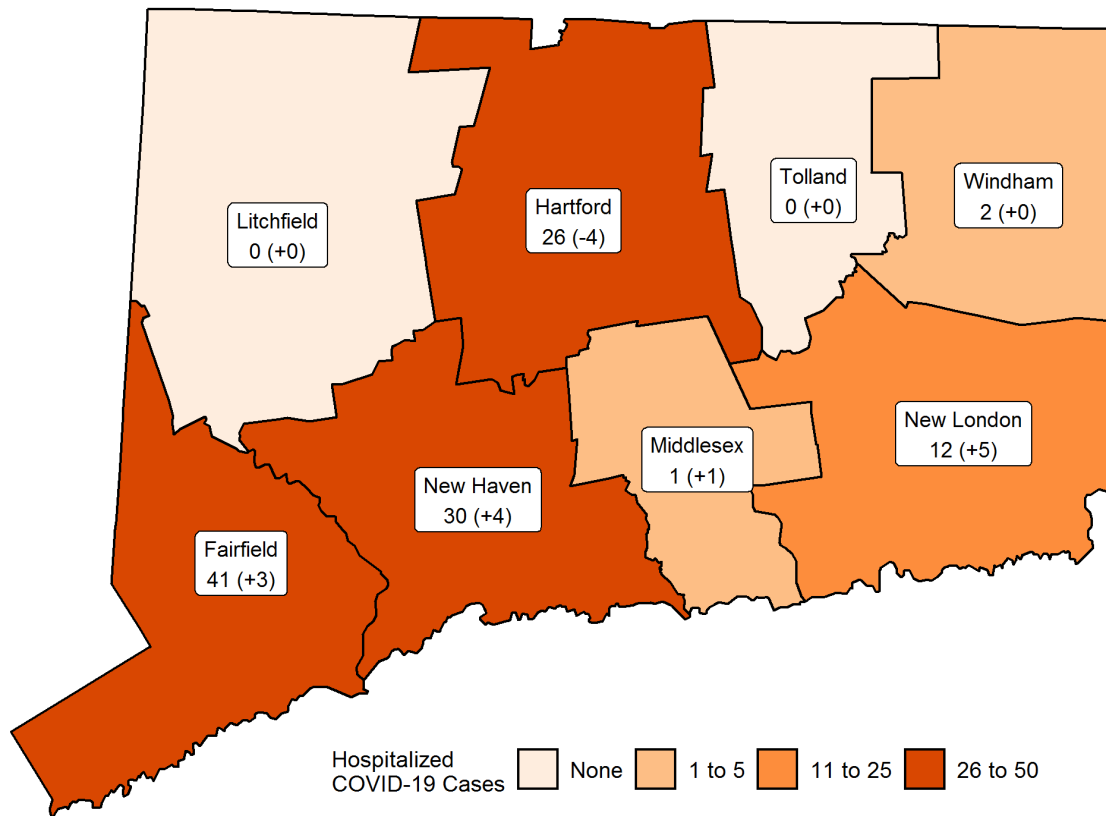 Tolland
0 (+0)
Windham
2 (+0)
Hartford
26 (-4)
Litchfield
0 (+0)
New London
12 (+5)
Middlesex
1 (+1)
New Haven
30 (+4)
Fairfield
41 (+3)
Hospitalized
COVID-19 Cases
None
1 to 5
11 to 25
26 to 50